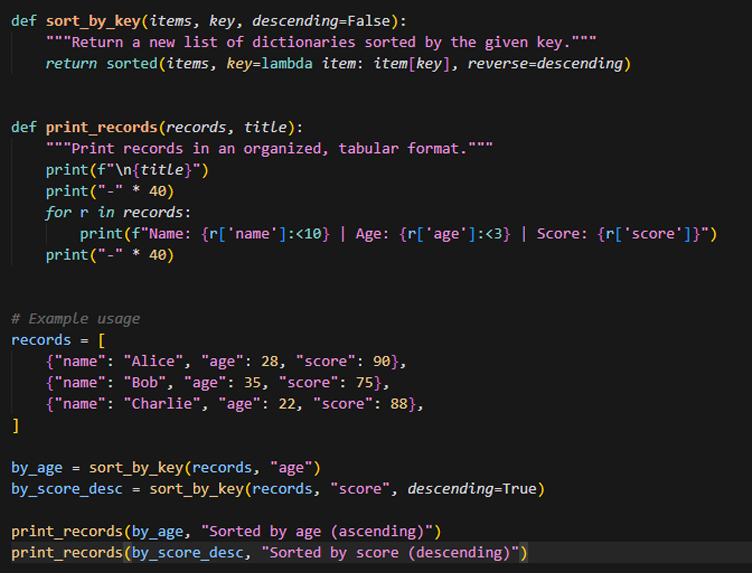 def sort_by_key(items, key, descending=False):
    """Return a new list of dictionaries sorted by the given key."""
    return sorted(items, key=lambda item: item[key], reverse=descending)


def print_records(records, title):
    """Print records in an organized, tabular format."""
    print(f"\n{title}")
    print("-" * 40)
    for r in records:
        print(f"Name: {r['name']:<10} | Age: {r['age']:<3} | Score: {r['score']}")
    print("-" * 40)


# Example usage
records = [
    {"name": "Alice", "age": 28, "score": 90},
    {"name": "Bob", "age": 35, "score": 75},
    {"name": "Charlie", "age": 22, "score": 88},
]

by_age = sort_by_key(records, "age")
by_score_desc = sort_by_key(records, "score", descending=True)

print_records(by_age, "Sorted by age (ascending)")
print_records(by_score_desc, "Sorted by score (descending)")